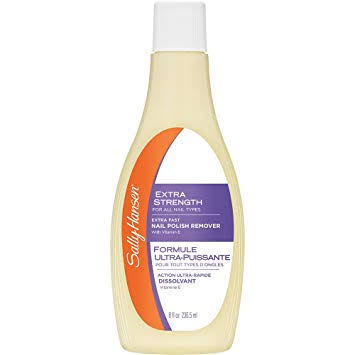 Sally Hansen®
EXTRA
STRENGTH
FOR ALL NAIL TYPES
EXTRA FAST
NAIL POLISH REMOVER
With Vitamin E
FORMULE
ULTRA-PUISSANTE
POUR TOUT TYPES D'ONGLES
ACTION ULTRA-RAPIDE
DISSOLVANT
Vitamine E
8 fl oz 236.5 ml